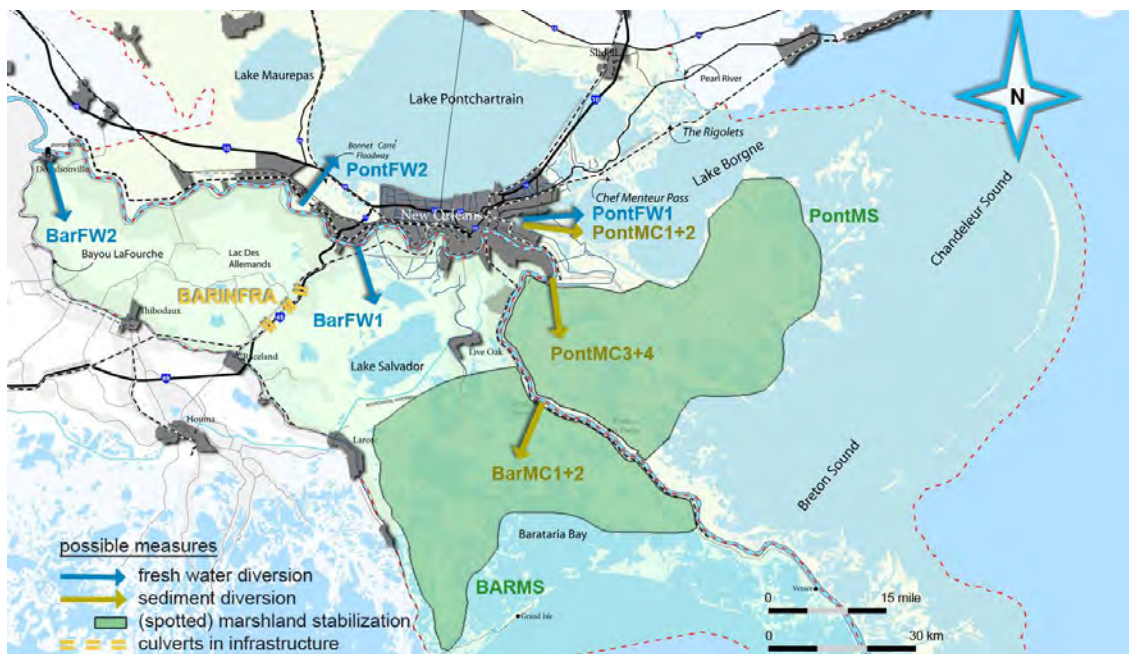 Lake Maurepas
Lake Pontchartrain
Slidell
Pearl River
N
The Rigolets
Bonnet Carré
Floodway
PontFW2
Donalsonville
Lake Borgne
Chef Menteur Pass
PontMS
Chandeleur Sound
New Orleans
PontFW1
PontMC1+2
BarFW2
Bayou LaFourche
Lac Des
Allemands
BARINFRA
BarFW1
Thibodaux
PontMC3+4
Raceland
Lake Salvador
Live Oak
Houma
Larose
BarMC1+2
Breton Sound
Barataria Bay
possible measures
fresh water diversion
sediment diversion
(spotted) marshland stabilization
culverts in infrastructure
BARMS
Grand Isle
Venice
0 15 mile
0 30 km